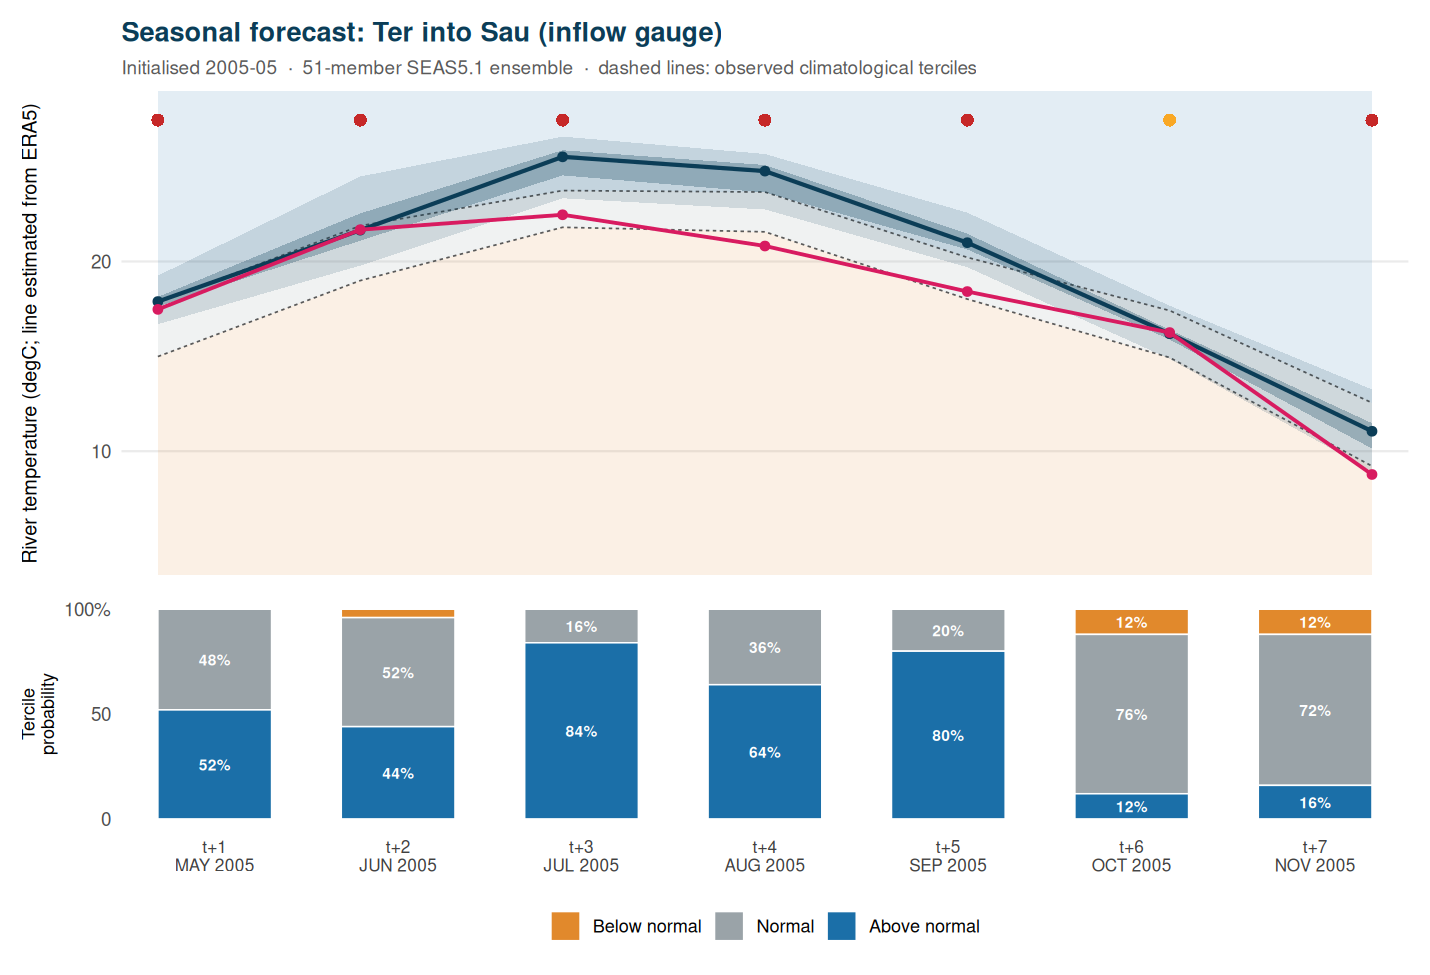 Seasonal forecast: Ter into Sau (inflow gauge)
Initialised 2005-05 · 51-member SEAS5.1 ensemble · dashed lines: observed climatological terciles
River temperature (degC; line estimated from ERA5)
20
10
Tercile
probability
100%
50
0
48%
52%
52%
44%
16%
84%
36%
64%
20%
80%
12%
76%
12%
12%
72%
16%
t+1
MAY 2005
t+2
JUN 2005
t+3
JUL 2005
t+4
AUG 2005
t+5
SEP 2005
t+6
OCT 2005
t+7
NOV 2005
Below normal
Normal
Above normal